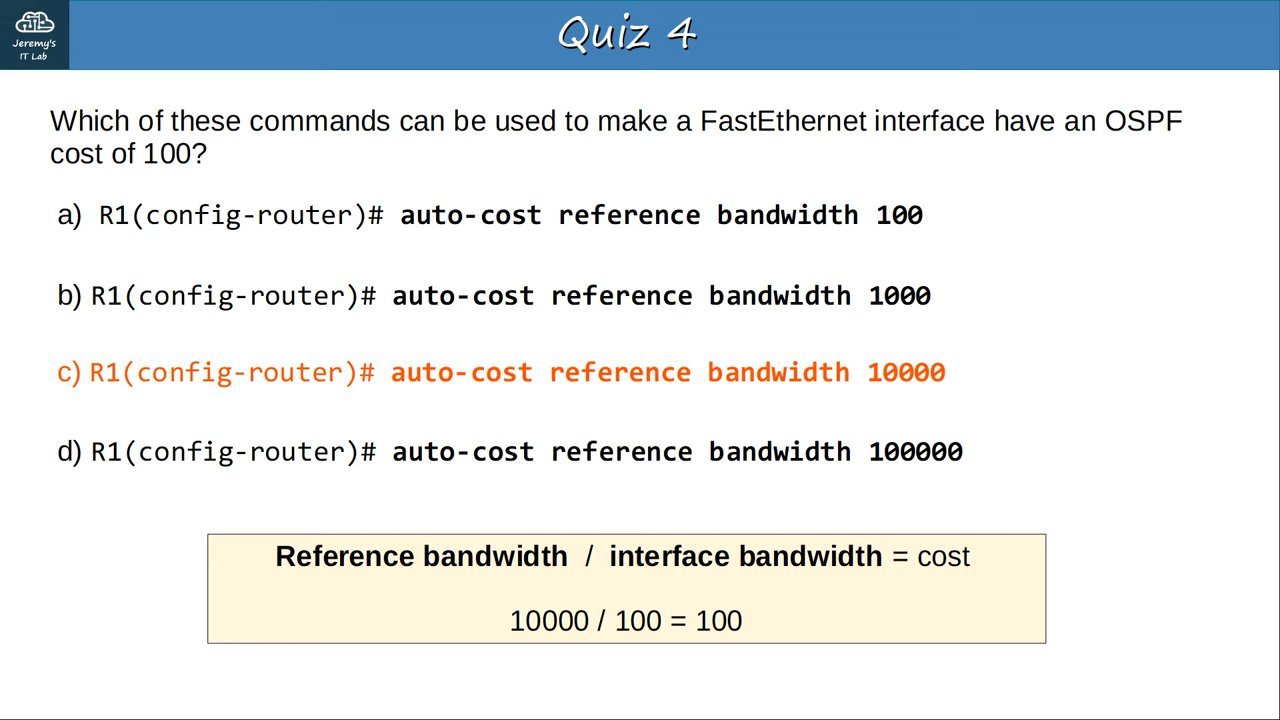 Jeremy's
IT Lab
Quiz 4
Which of these commands can be used to make a FastEthernet interface have an OSPF
cost of 100?
a) R1(config-router)# auto-cost reference bandwidth 100
b) R1(config-router)# auto-cost reference bandwidth 1000
c) R1(config-router)# auto-cost reference bandwidth 10000
d) R1(config-router)# auto-cost reference bandwidth 100000
Reference bandwidth / interface bandwidth = cost
10000 / 100 = 100